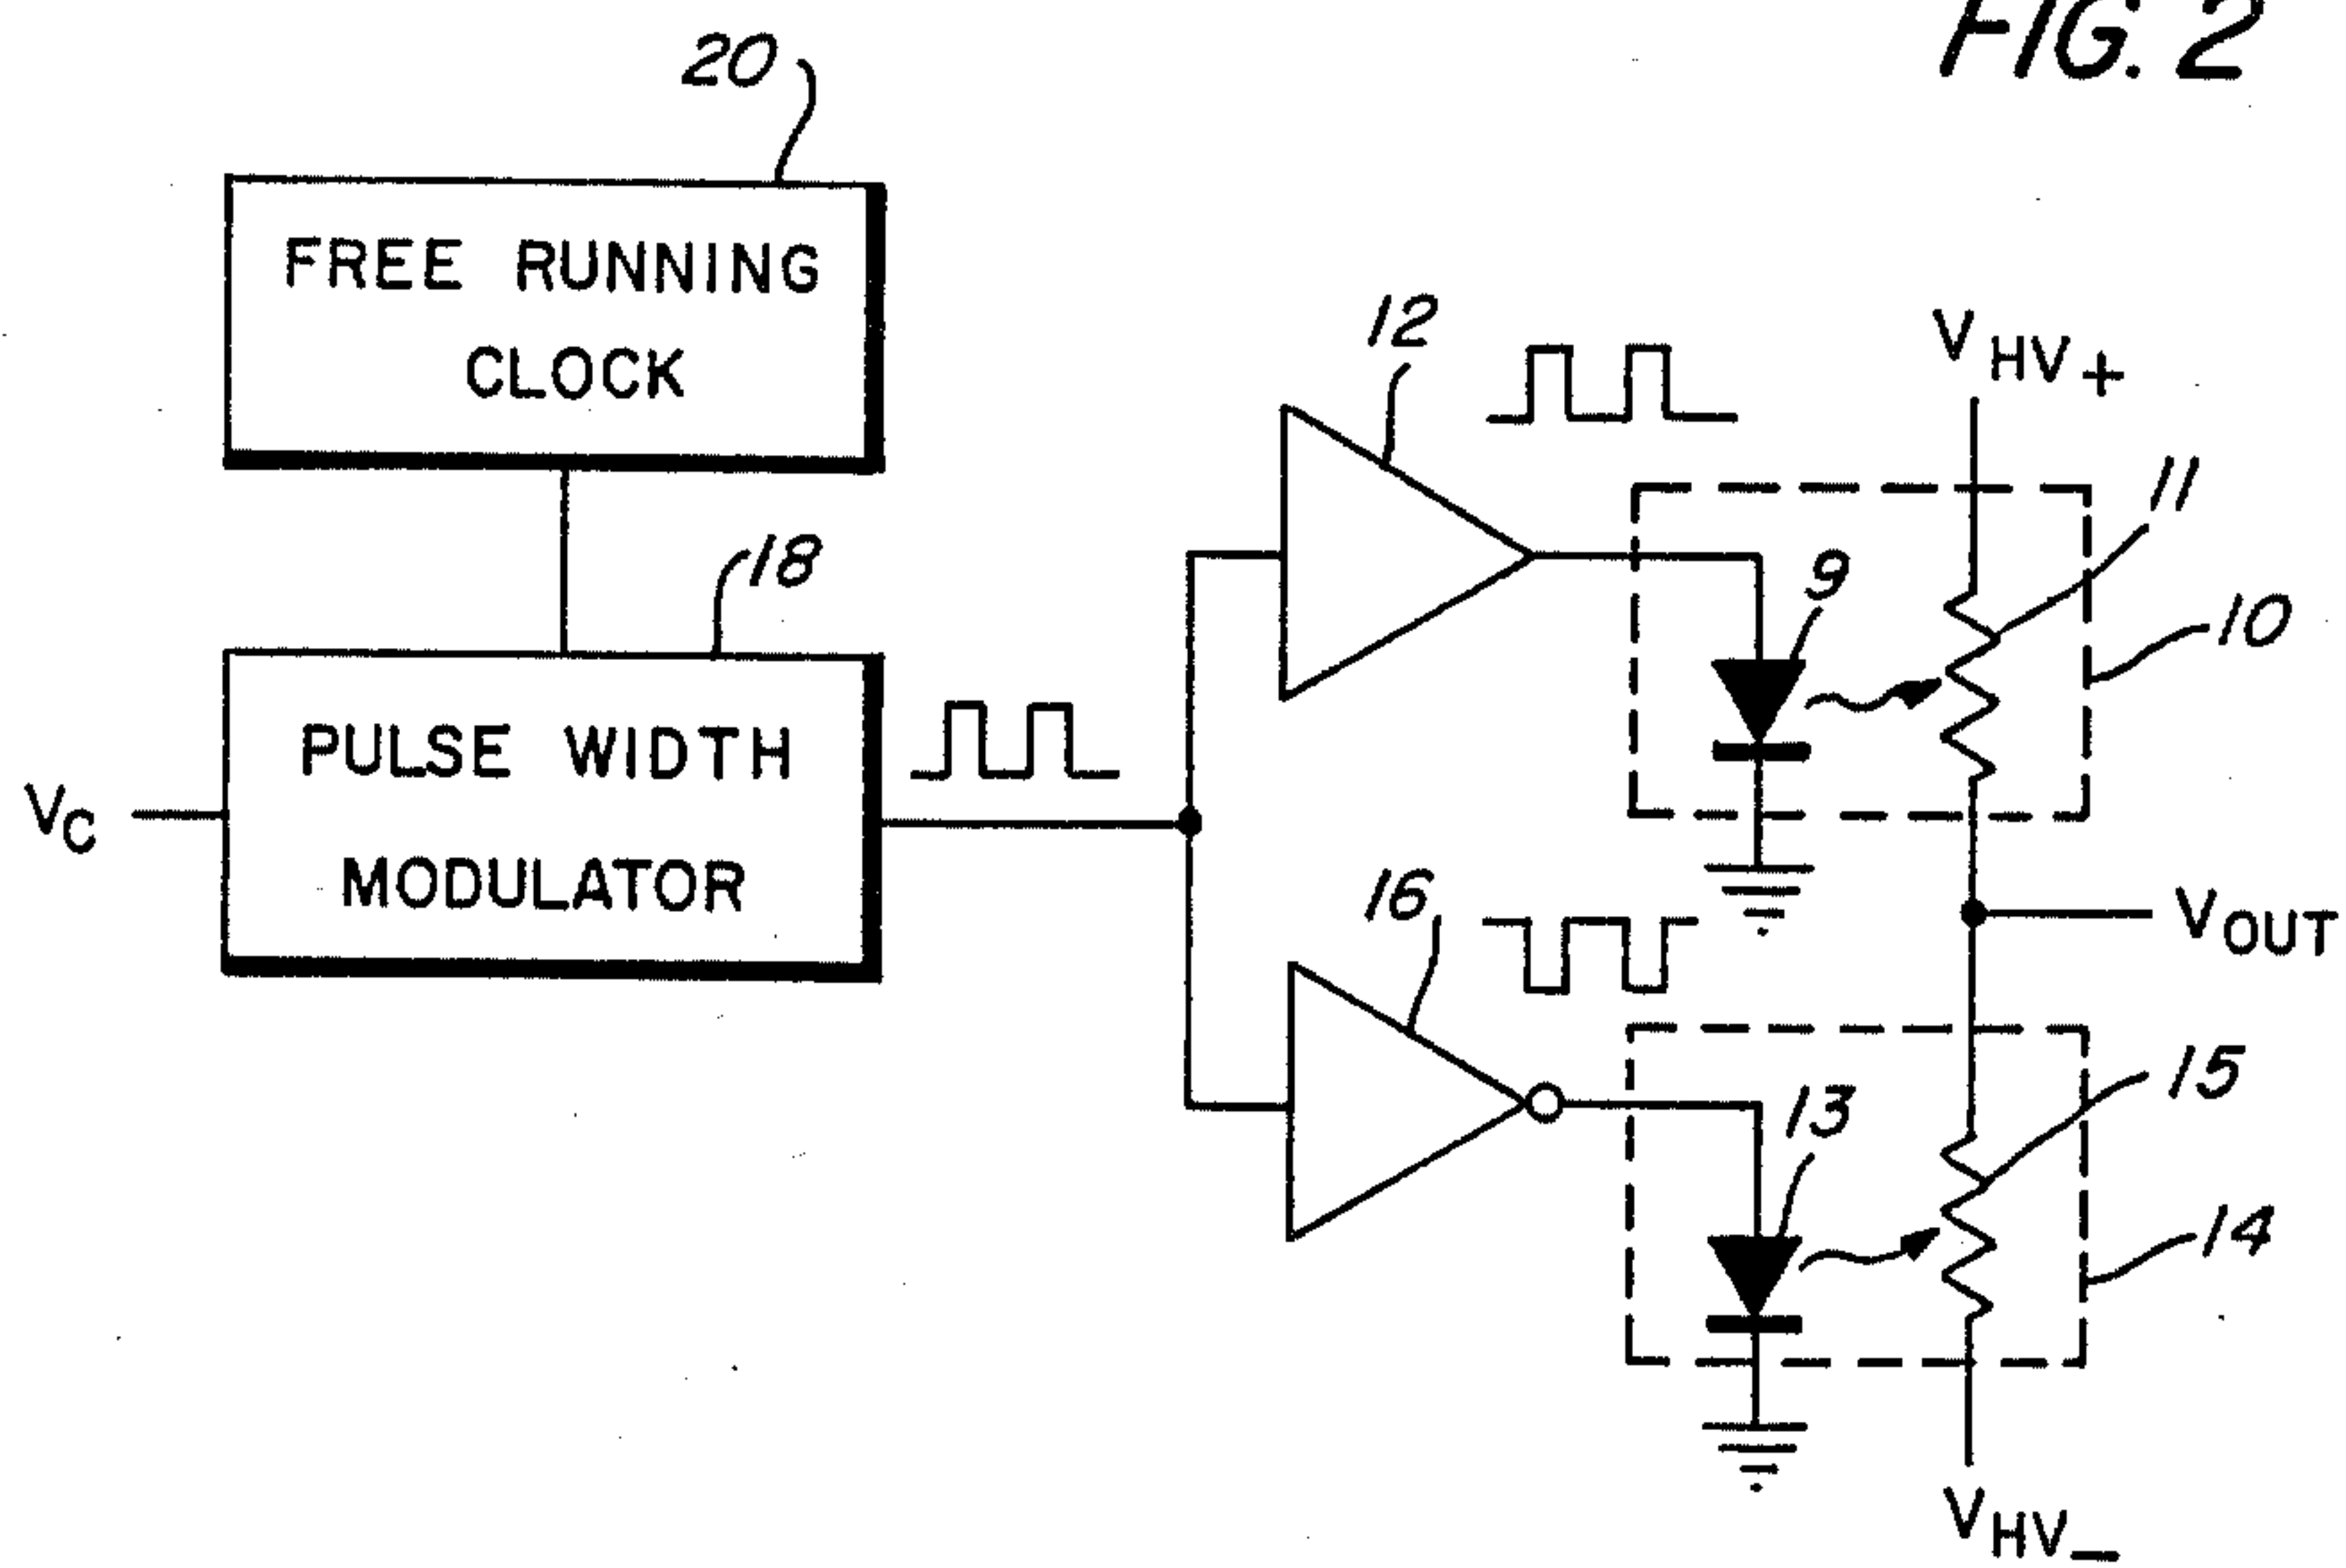 FIG. 2
20
FREE RUNNING
CLOCK
18
PULSE WIDTH
MODULATOR
VC
12
VHV+
11
9
10
16
VOUT
13
15
14
VHV-